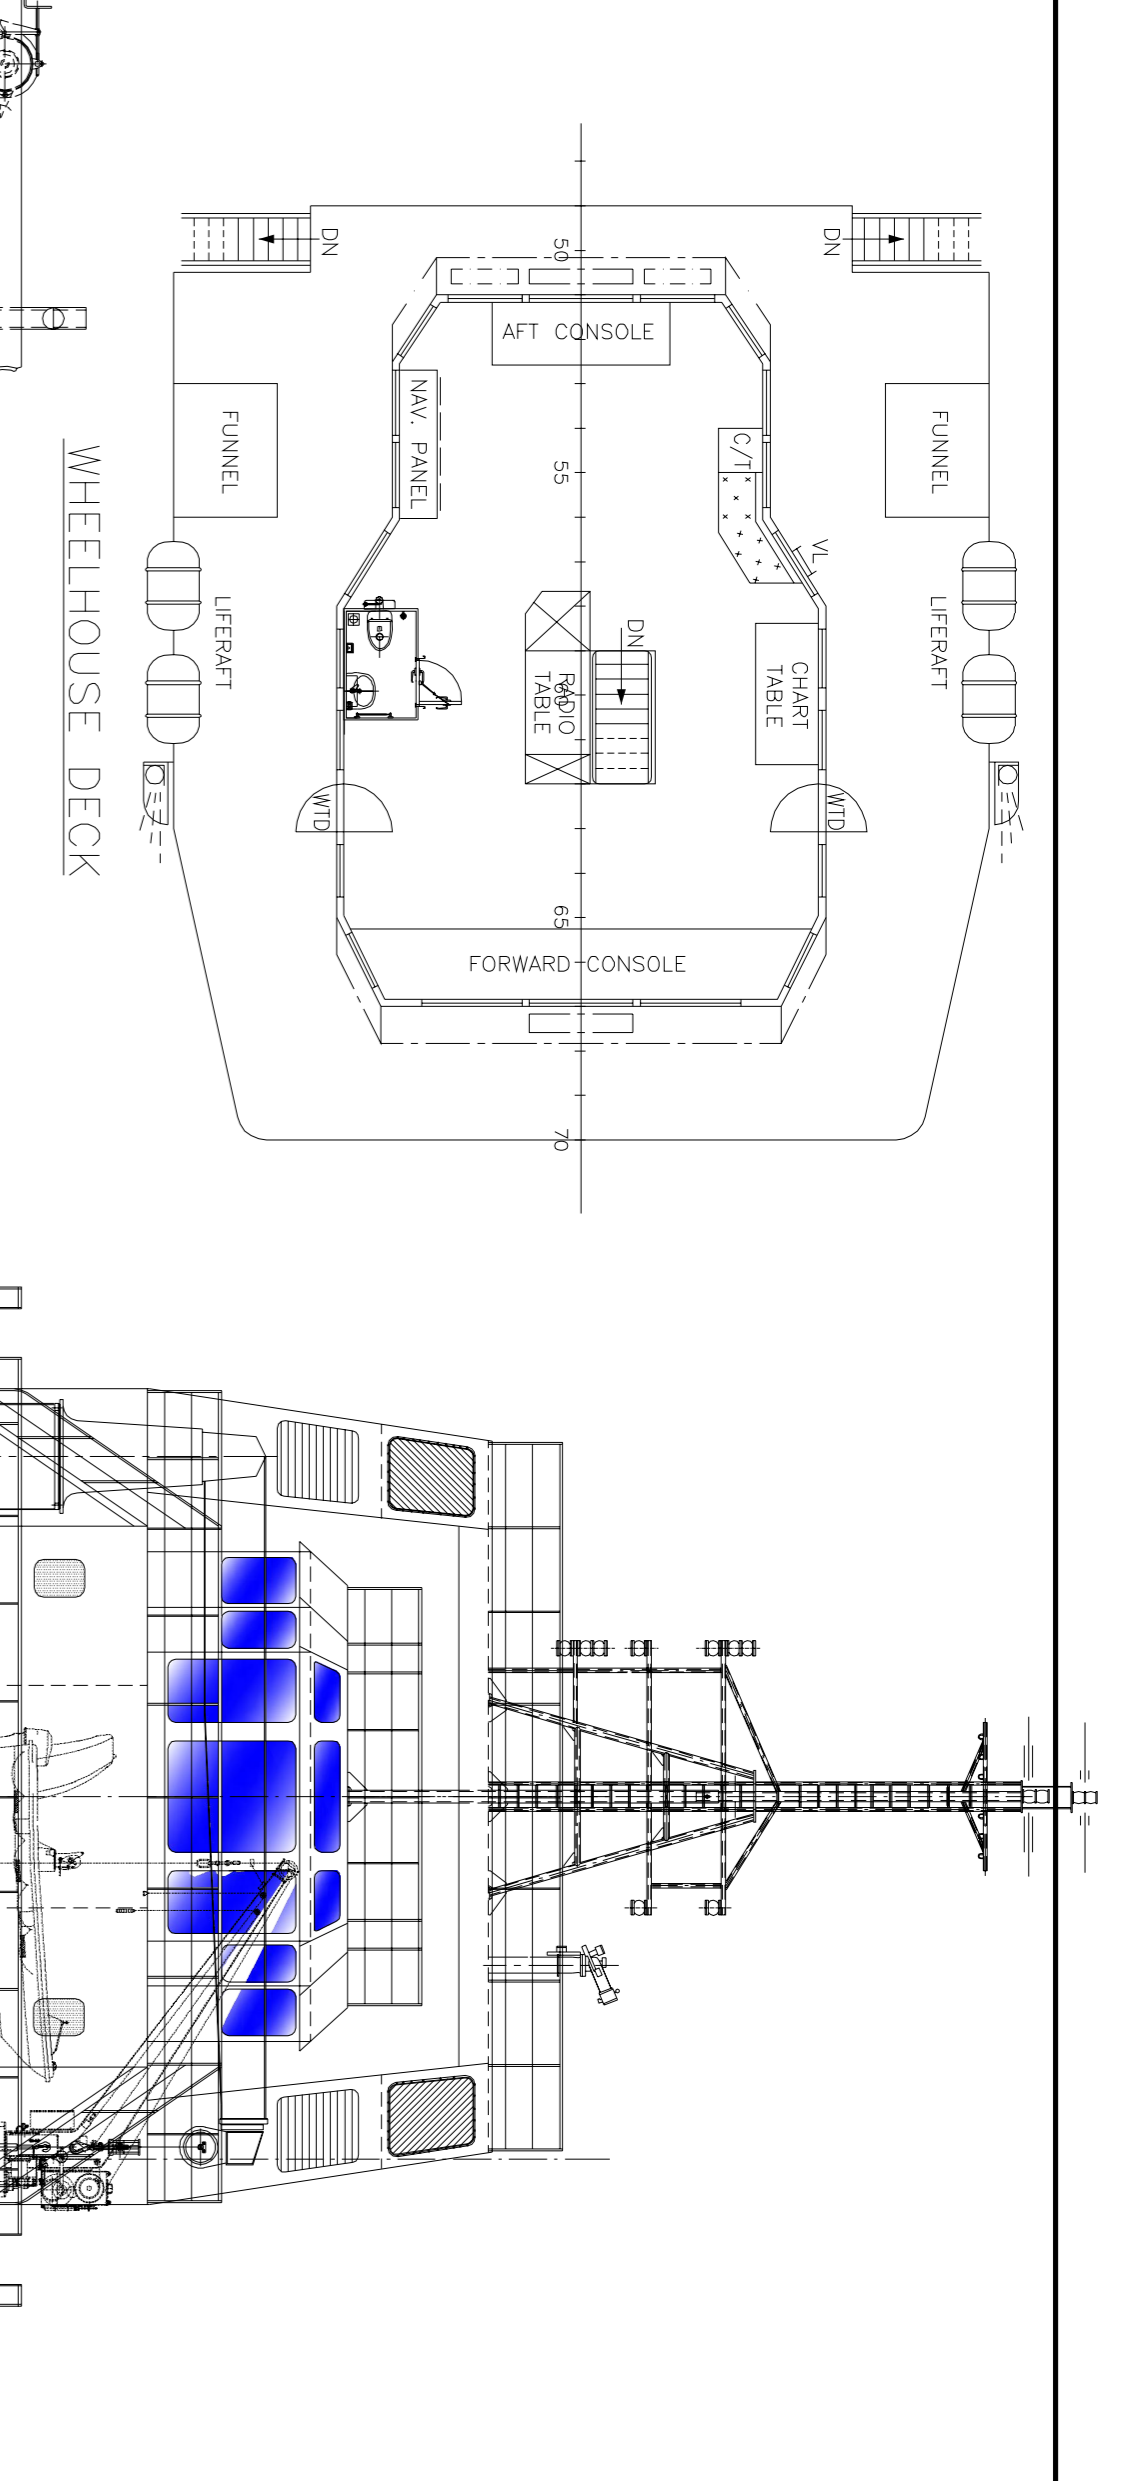 DN
DN
50
AFT CONSOLE
NAV. PANEL
FUNNEL
FUNNEL
C/T
55
VL
LIFERAFT
LIFERAFT
DN
CHART
TABLE
RADIO
TABLE
60
WTD
WTD
65
FORWARD CONSOLE
70
WHEELHOUSE DECK